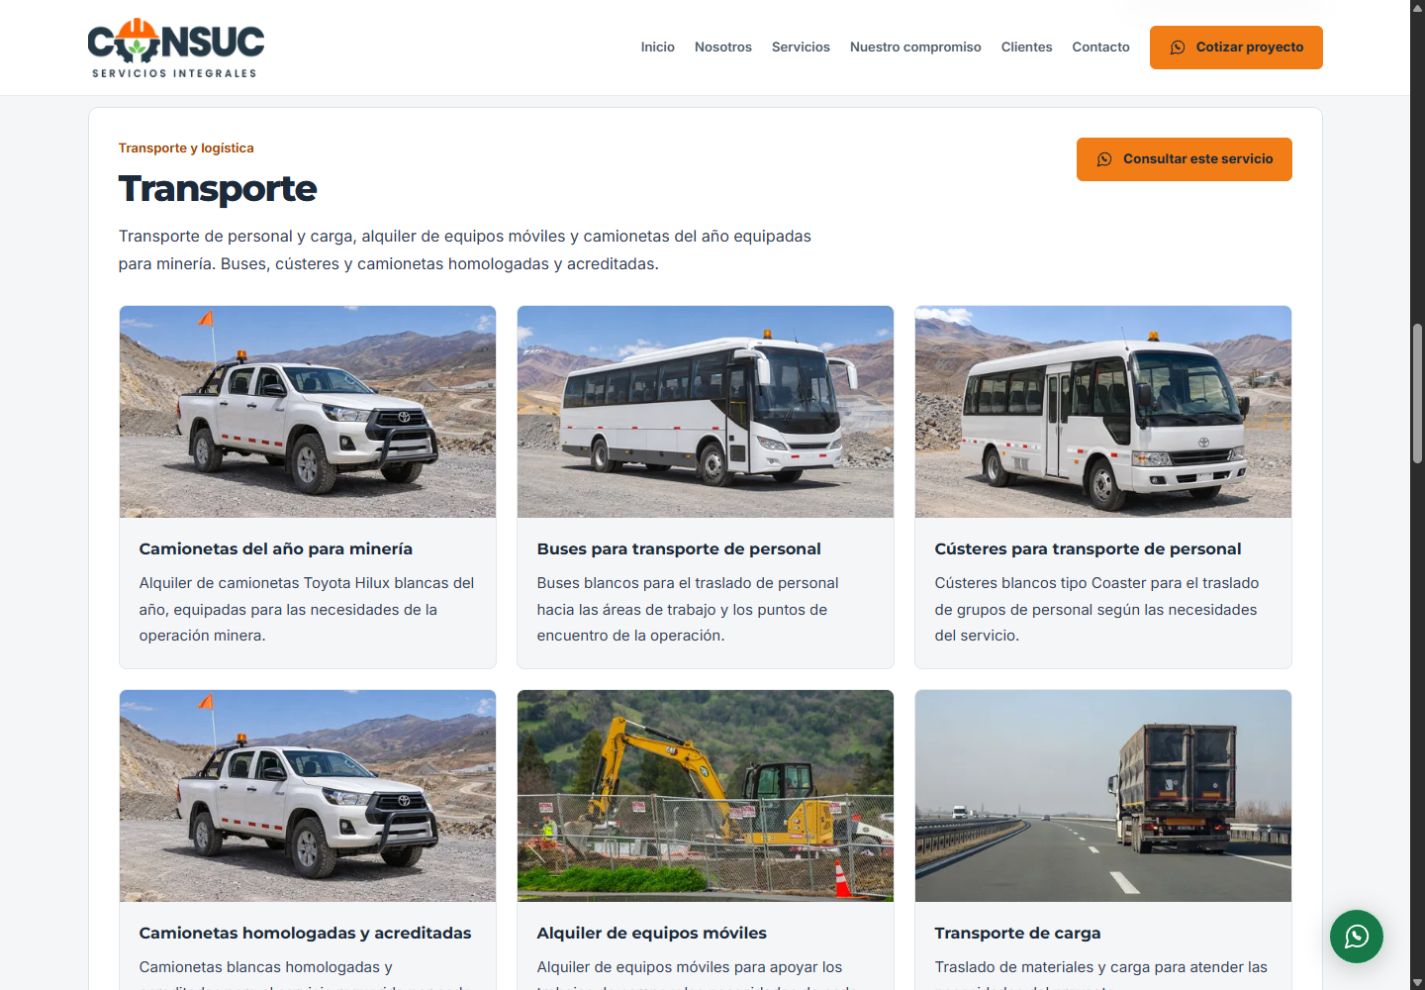 CONSUC
SERVICIOS INTEGRALES
Inicio Nosotros Servicios Nuestro compromiso Clientes Contacto Cotizar proyecto
Transporte y logística
Consultar este servicio
Transporte
Transporte de personal y carga, alquiler de equipos móviles y camionetas del año equipadas
para minería. Buses, cústeres y camionetas homologadas y acreditadas.
Camionetas del año para minería
Alquiler de camionetas Toyota Hilux blancas del
año, equipadas para las necesidades de la
operación minera.
Buses para transporte de personal
Buses blancos para el traslado de personal
hacia las áreas de trabajo y los puntos de
encuentro de la operación.
Cústeres para transporte de personal
Cústeres blancos tipo Coaster para el traslado
de grupos de personal según las necesidades
del servicio.
Camionetas homologadas y acreditadas
Camionetas blancas homologadas y
Alquiler de equipos móviles
Alquiler de equipos móviles para apoyar los
Transporte de carga
Traslado de materiales y carga para atender las